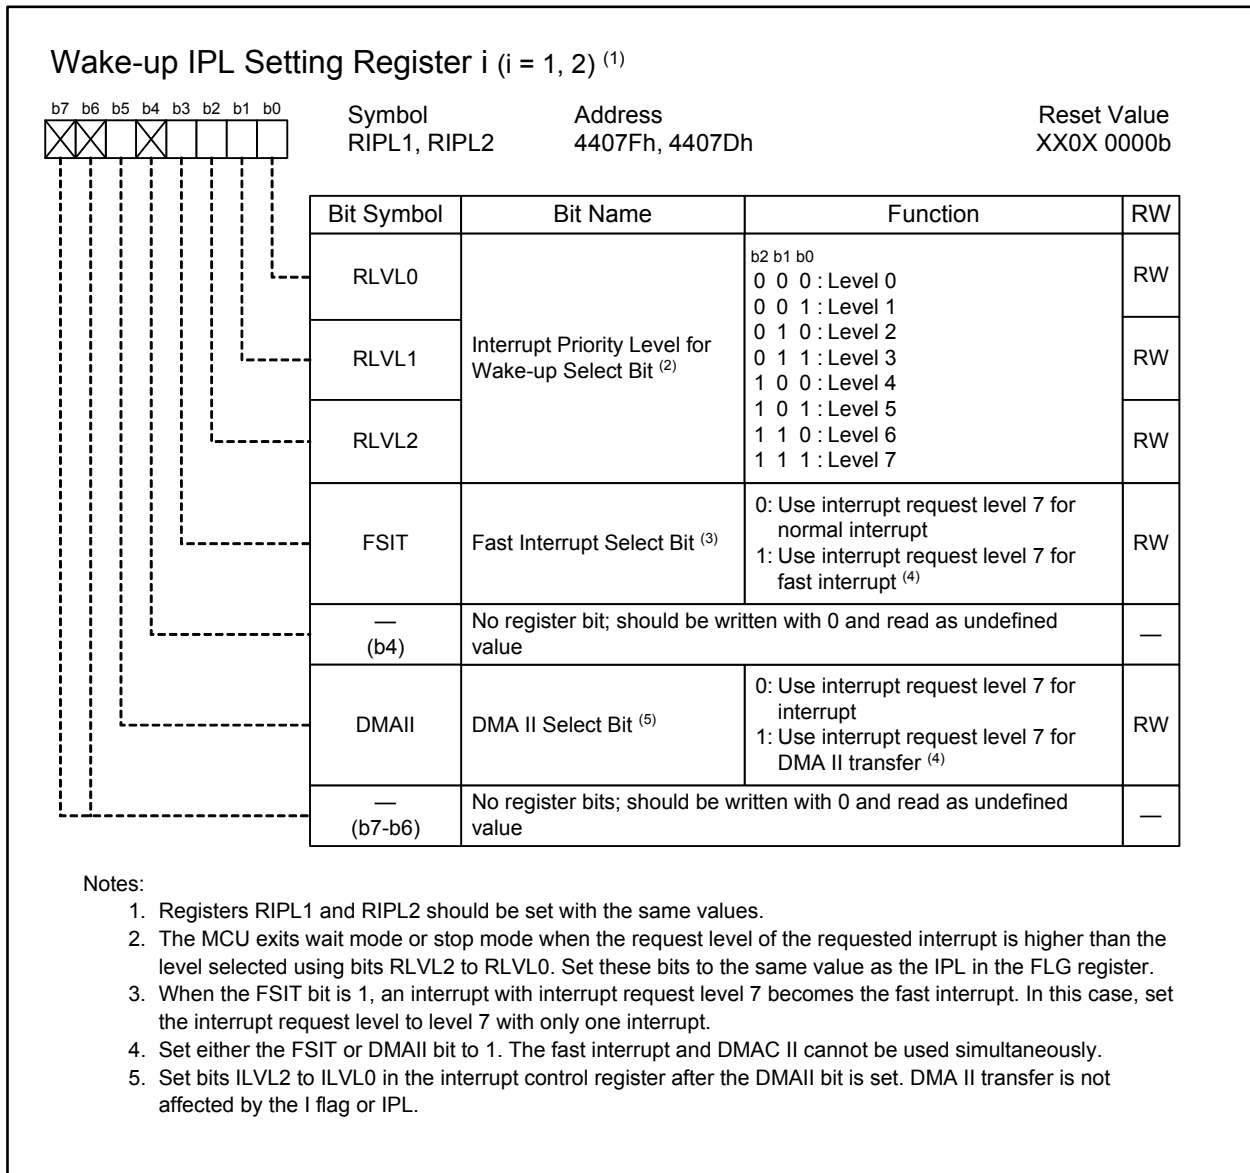 Wake-up IPL Setting Register i (i = 1, 2) (1)
b7 b6 b5 b4 b3 b2 b1 b0
Symbol Address Reset Value
RIPL1, RIPL2 4407Fh, 4407Dh XX0X 0000b
Bit Symbol Bit Name Function RW
RLVL0 RW
RLVL1 RW
RLVL2 RW
Interrupt Priority Level for
Wake-up Select Bit (2)
b2 b1 b0
0 0 0 : Level 0
0 0 1 : Level 1
0 1 0 : Level 2
0 1 1 : Level 3
1 0 0 : Level 4
1 0 1 : Level 5
1 1 0 : Level 6
1 1 1 : Level 7
FSIT Fast Interrupt Select Bit (3) RW
0: Use interrupt request level 7 for
normal interrupt
1: Use interrupt request level 7 for
fast interrupt (4)
—
(b4)
No register bit; should be written with 0 and read as undefined
value
—
DMAII DMA II Select Bit (5) RW
0: Use interrupt request level 7 for
interrupt
1: Use interrupt request level 7 for
DMA II transfer (4)
—
(b7-b6)
No register bits; should be written with 0 and read as undefined
value
—
Notes:
1. Registers RIPL1 and RIPL2 should be set with the same values.
2. The MCU exits wait mode or stop mode when the request level of the requested interrupt is higher than the
level selected using bits RLVL2 to RLVL0. Set these bits to the same value as the IPL in the FLG register.
3. When the FSIT bit is 1, an interrupt with interrupt request level 7 becomes the fast interrupt. In this case, set
the interrupt request level to level 7 with only one interrupt.
4. Set either the FSIT or DMAII bit to 1. The fast interrupt and DMAC II cannot be used simultaneously.
5. Set bits ILVL2 to ILVL0 in the interrupt control register after the DMAII bit is set. DMA II transfer is not
affected by the I flag or IPL.